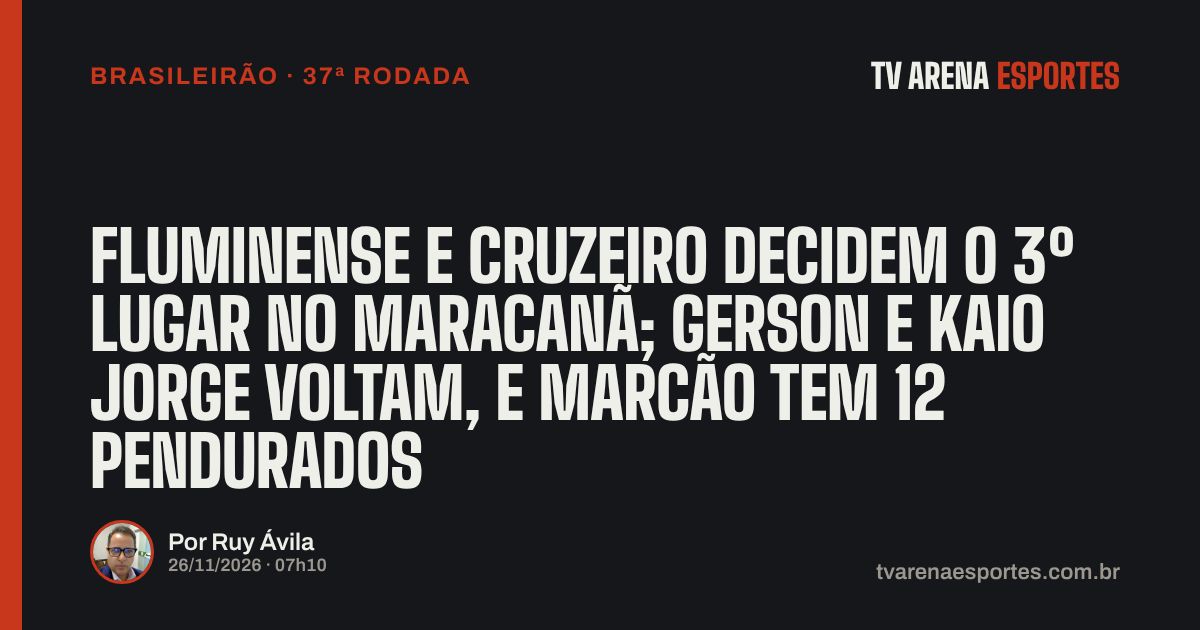 BRASILEIRÃO · 37ª RODADA
TV ARENA ESPORTES
FLUMINENSE E CRUZEIRO DECIDEM O 3º
LUGAR NO MARACANÃ; GERSON E KAIO
JORGE VOLTAM, E MARCÃO TEM 12
PENDURADOS
Por Ruy Ávila
26/11/2026 · 07h10
tvarenaesportes.com.br